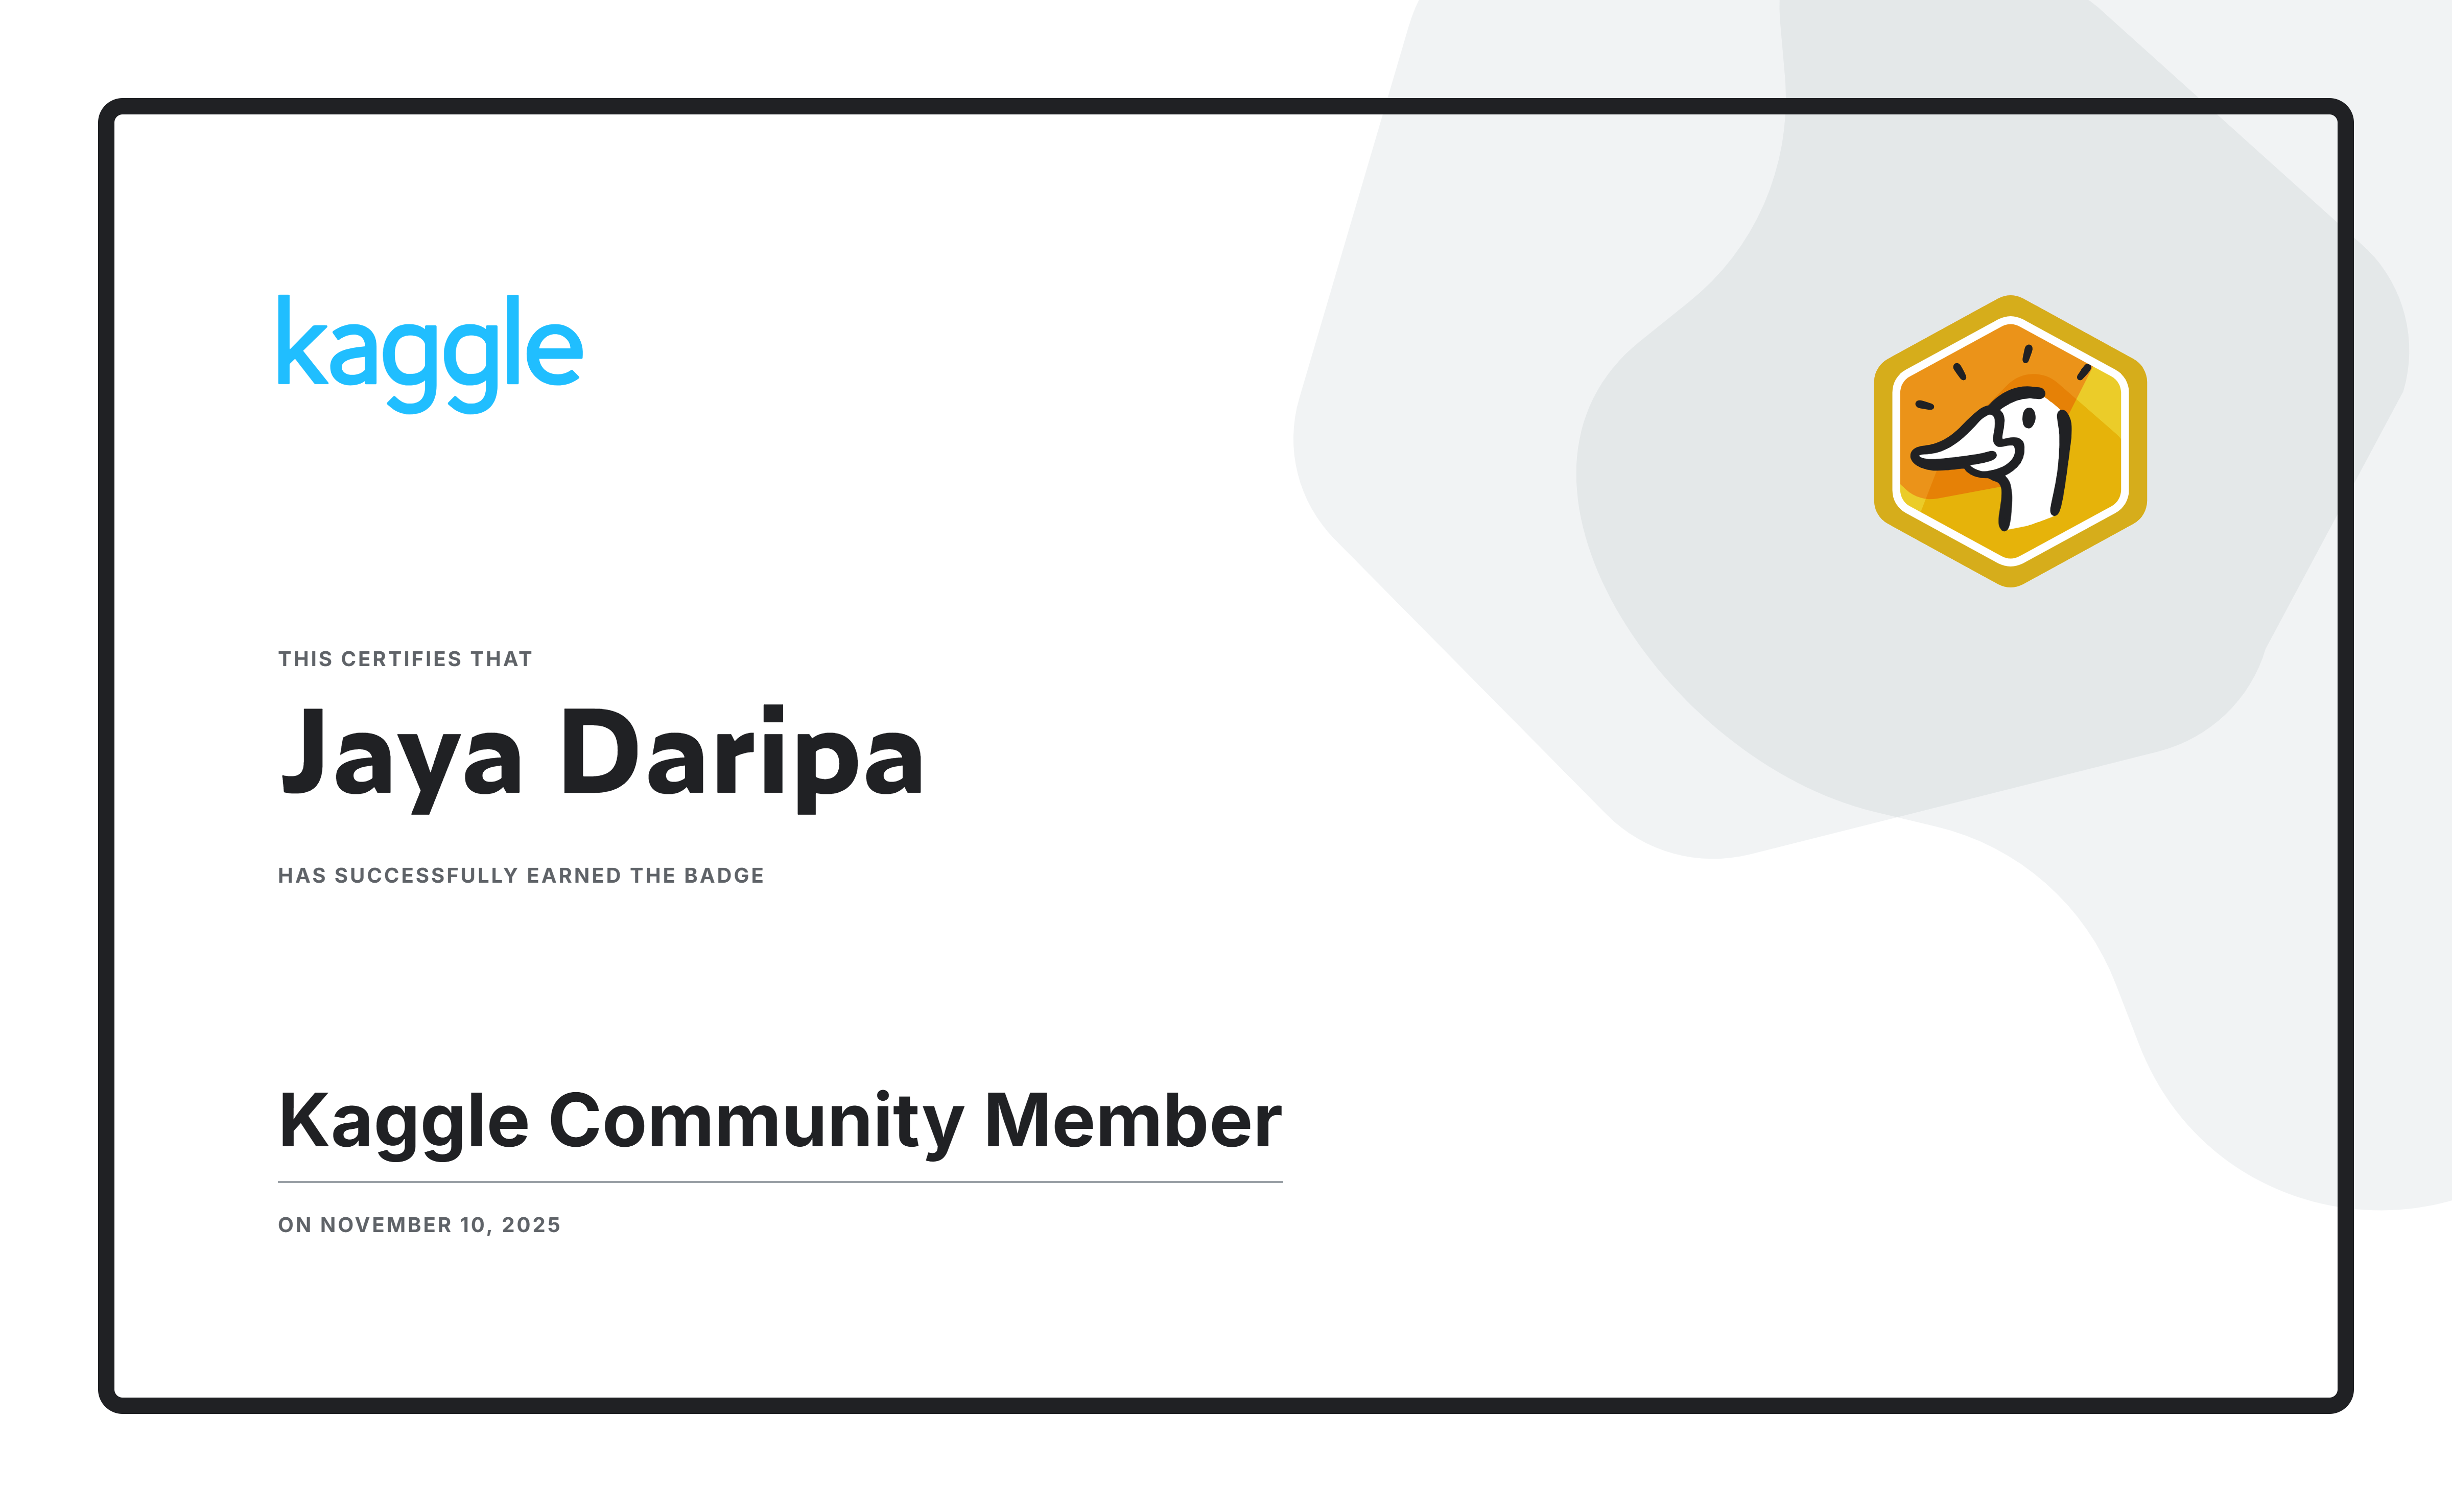 kaggle
THIS CERTIFIES THAT
Jaya Daripa
HAS SUCCESSFULLY EARNED THE BADGE
Kaggle Community Member
ON NOVEMBER 10, 2025